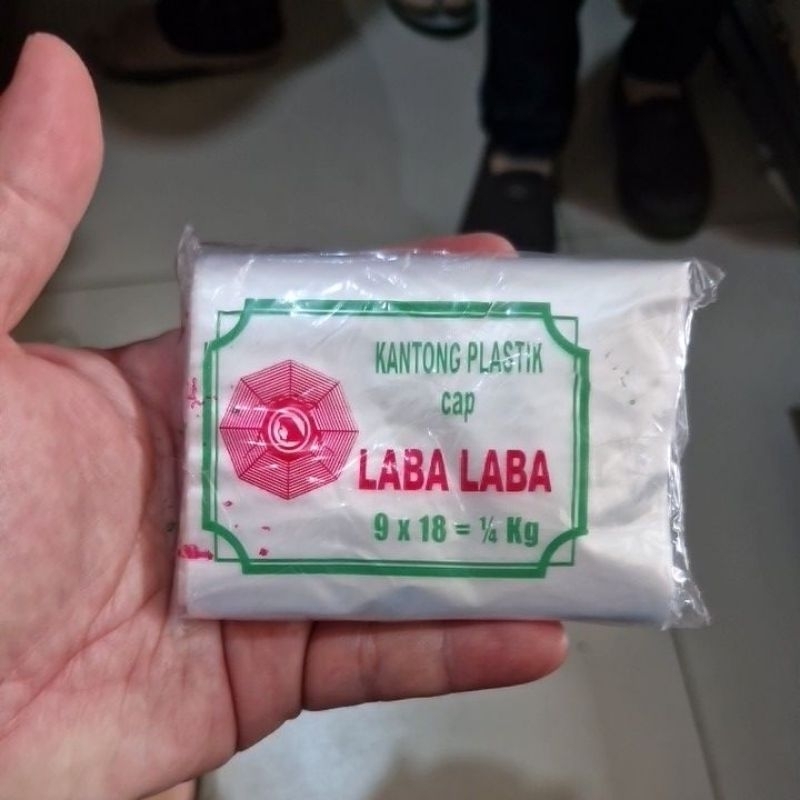 KANTONG PLASTIK
cap
LABA LABA
9 x 18 = ¼ Kg